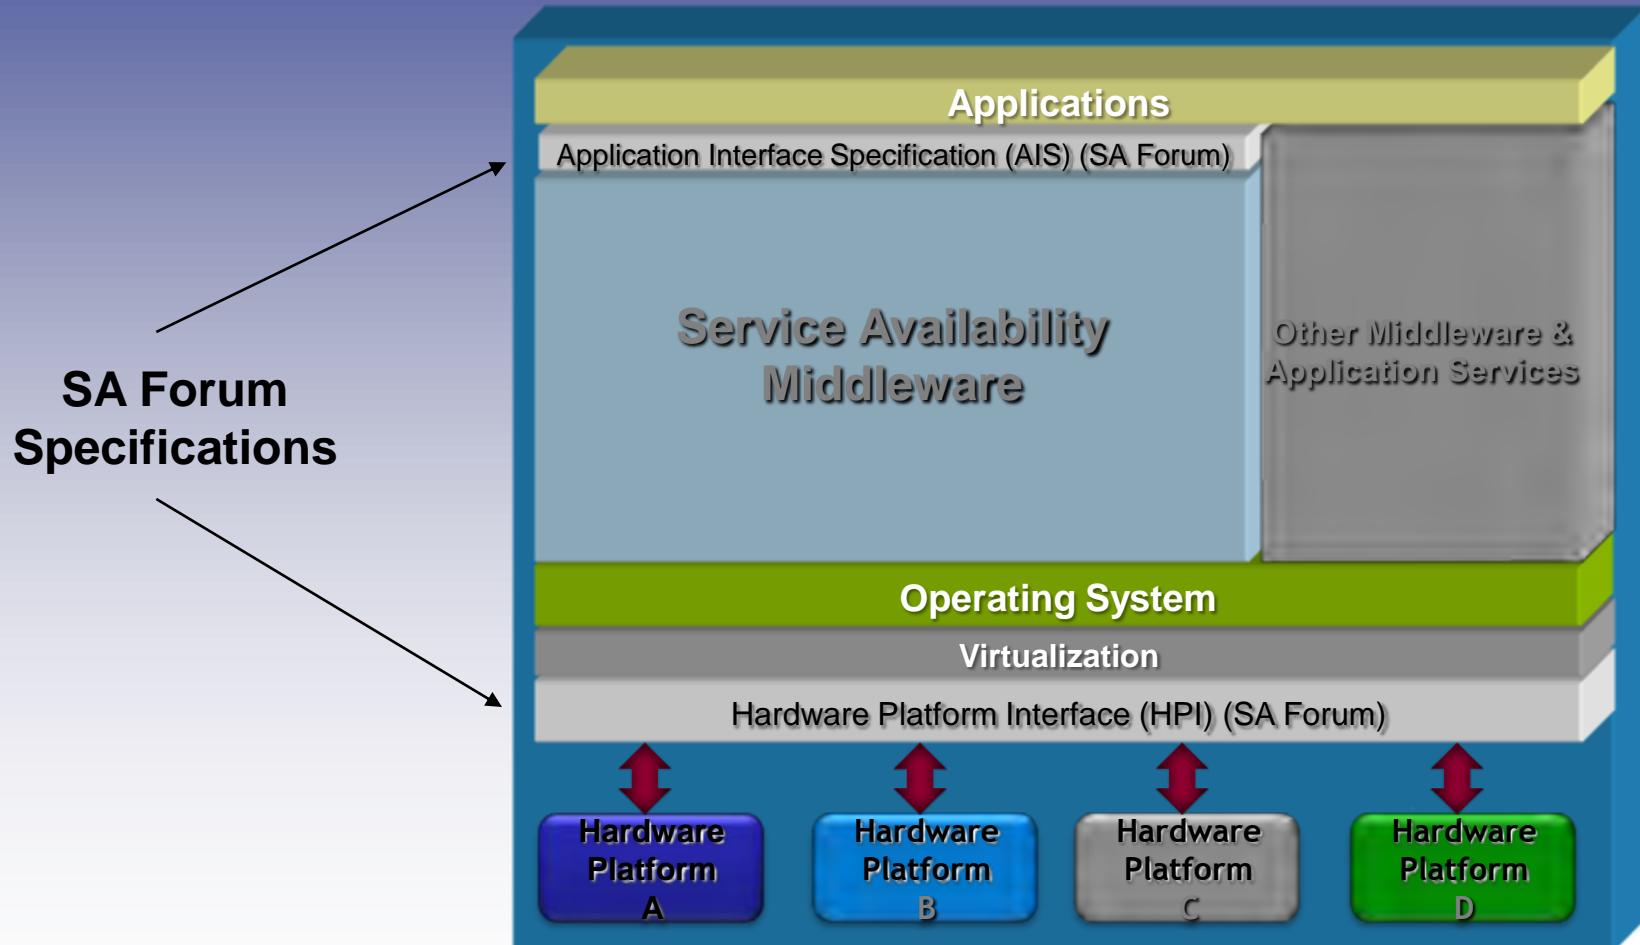 Applications
Application Interface Specification (AIS) (SA Forum)
Service Availability
Middleware
Other Middleware &
Application Services
SA Forum
Specifications
Operating System
Virtualization
Hardware Platform Interface (HPI) (SA Forum)
Hardware
Platform
A
Hardware
Platform
B
Hardware
Platform
C
Hardware
Platform
D